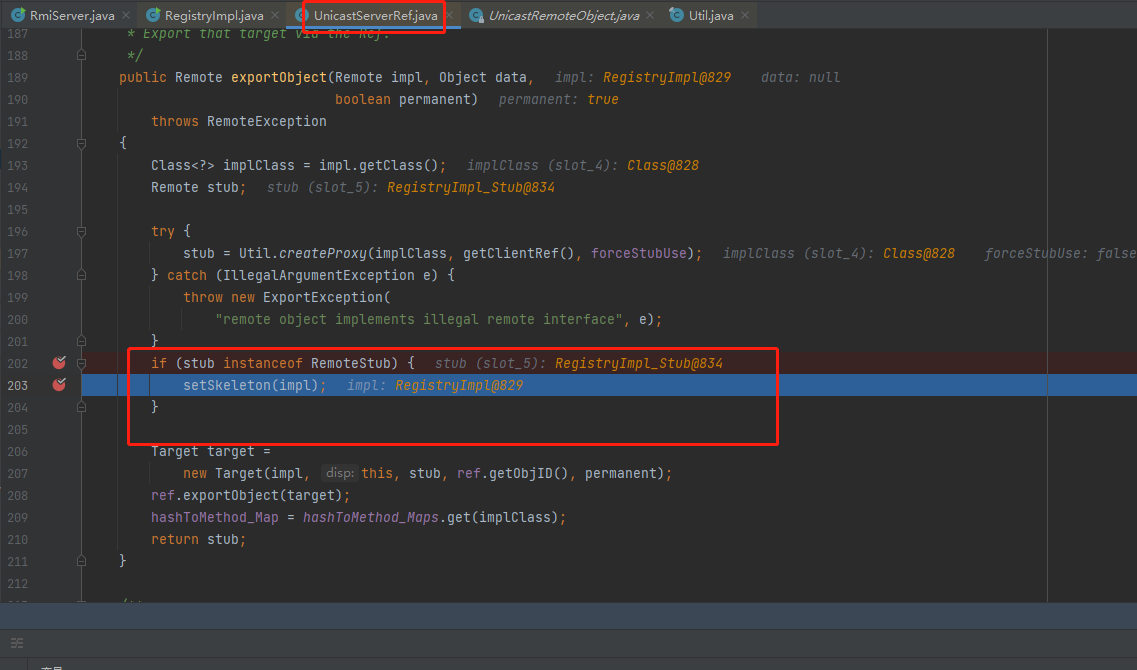 RmiServer.java × RegistryImpl.java × UnicastServerRef.java × UnicastRemoteObject.java × Util.java ×
187 * Export that target via the Ref.
188 */
189 public Remote exportObject(Remote impl, Object data, impl: RegistryImpl@829 data: null
190 boolean permanent) permanent: true
191 throws RemoteException
192 {
193 Class<?> implClass = impl.getClass(); implClass (slot_4): Class@828
194 Remote stub; stub (slot_5): RegistryImpl_Stub@834
195
196 try {
197 stub = Util.createProxy(implClass, getClientRef(), forceStubUse); implClass (slot_4): Class@828 forceStubUse: false
198 } catch (IllegalArgumentException e) {
199 throw new ExportException(
200 "remote object implements illegal remote interface", e);
201 }
202 if (stub instanceof RemoteStub) { stub (slot_5): RegistryImpl_Stub@834
203 setSkeleton(impl); impl: RegistryImpl@829
204 }
205
206 Target target =
207 new Target(impl, disp: this, stub, ref.getObjID(), permanent);
208 ref.exportObject(target);
209 hashToMethod_Map = hashToMethod_Maps.get(implClass);
210 return stub;
211 }
212